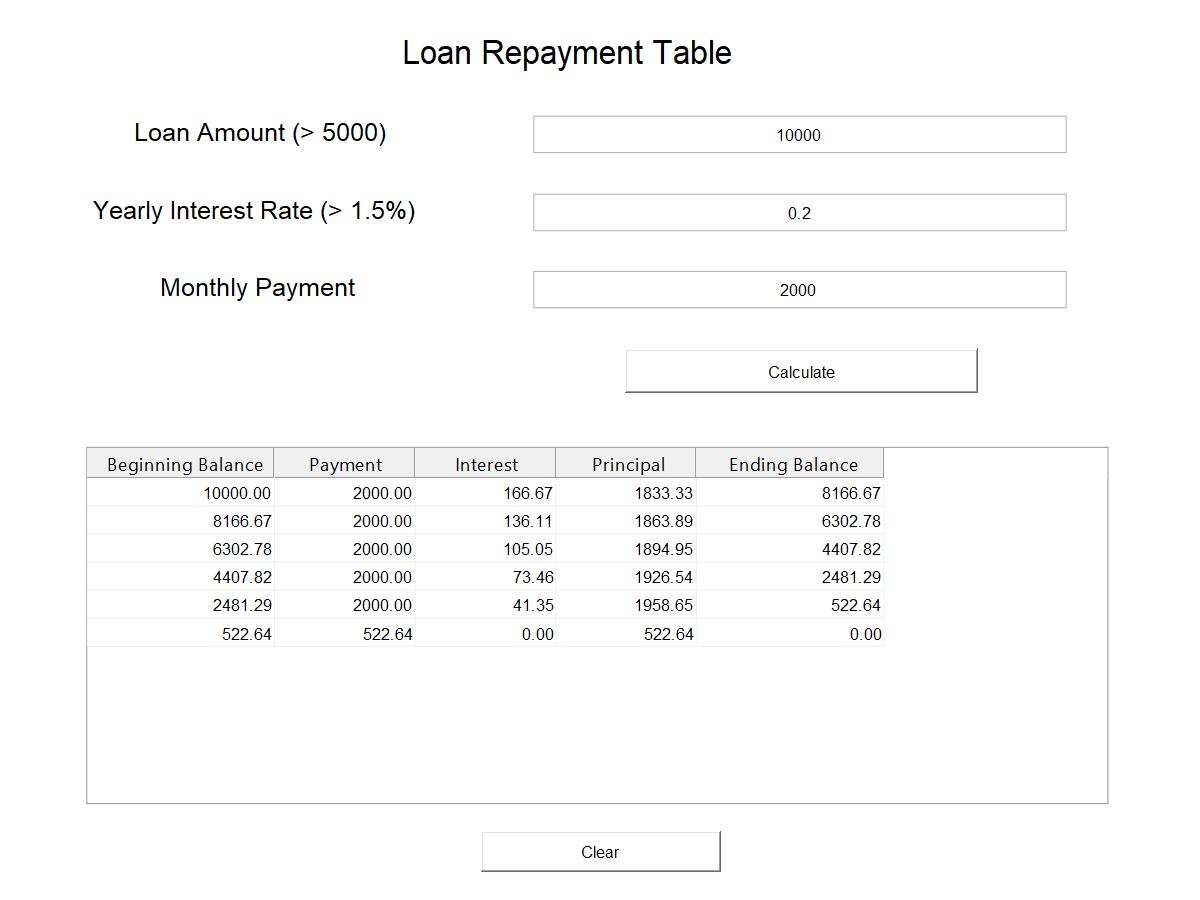 Loan Repayment Table
Loan Amount (> 5000) 10000
Yearly Interest Rate (> 1.5%) 0.2
Monthly Payment 2000
Calculate
Beginning Balance Payment Interest Principal Ending Balance
10000.00 2000.00 166.67 1833.33 8166.67
8166.67 2000.00 136.11 1863.89 6302.78
6302.78 2000.00 105.05 1894.95 4407.82
4407.82 2000.00 73.46 1926.54 2481.29
2481.29 2000.00 41.35 1958.65 522.64
522.64 522.64 0.00 522.64 0.00
Clear